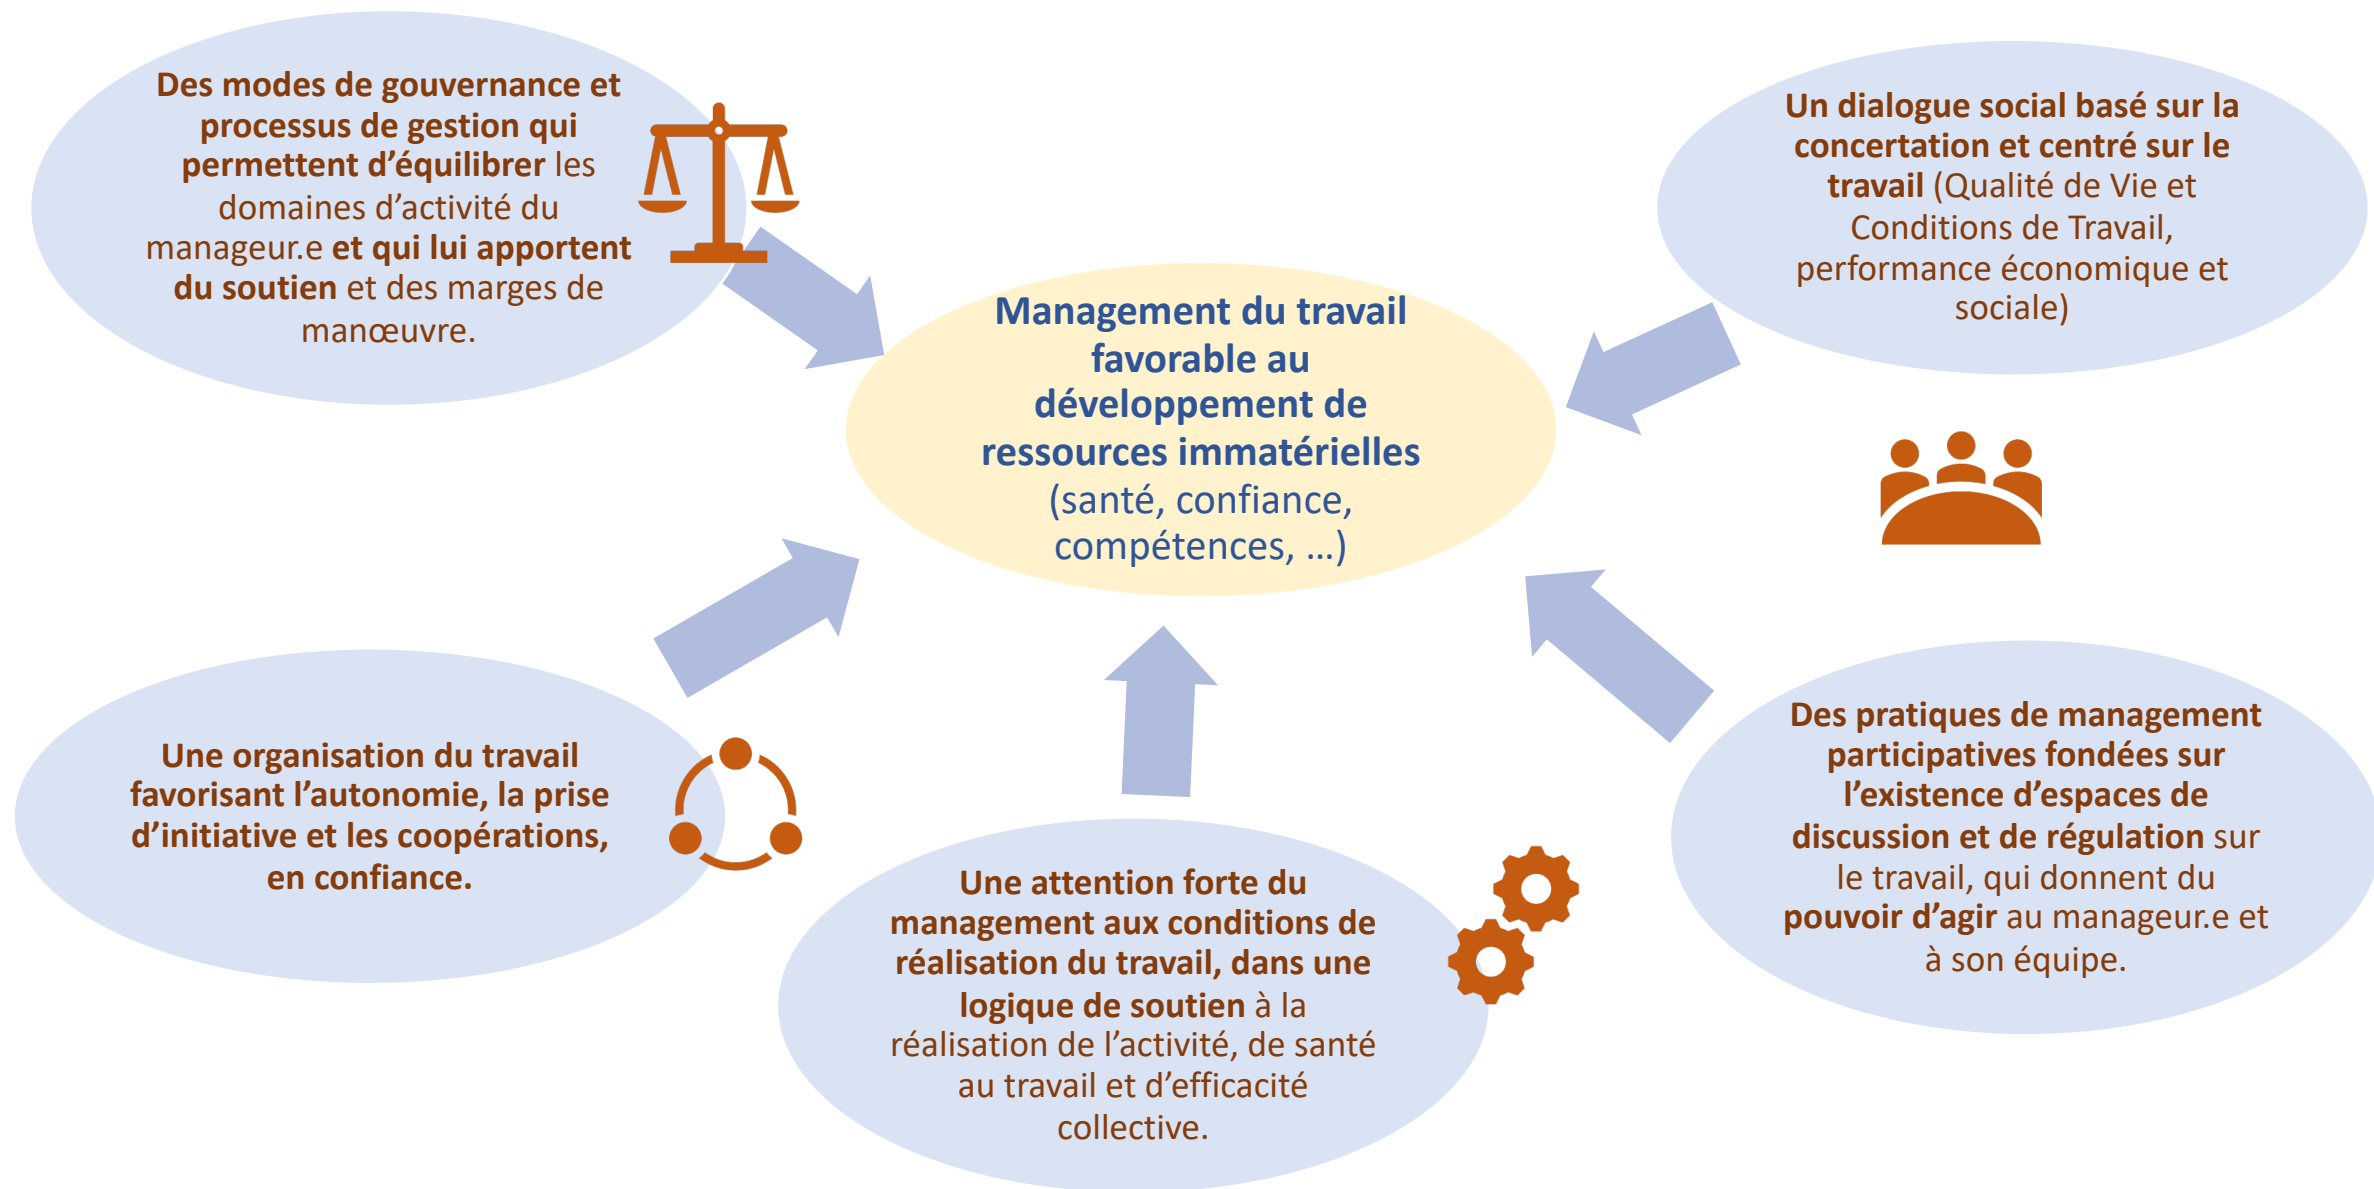 Des modes de gouvernance et
processus de gestion qui
permettent d’équilibrer les
domaines d’activité du
manageur.e et qui lui apportent
du soutien et des marges de
manœuvre.
Un dialogue social basé sur la
concertation et centré sur le
travail (Qualité de Vie et
Conditions de Travail,
performance économique et
sociale)
Management du travail
favorable au
développement de
ressources immatérielles
(santé, confiance,
compétences, …)
Une organisation du travail
favorisant l’autonomie, la prise
d’initiative et les coopérations,
en confiance.
Une attention forte du
management aux conditions de
réalisation du travail, dans une
logique de soutien à la
réalisation de l’activité, de santé
au travail et d’efficacité
collective.
Des pratiques de management
participatives fondées sur
l’existence d’espaces de
discussion et de régulation sur
le travail, qui donnent du
pouvoir d’agir au manageur.e et
à son équipe.